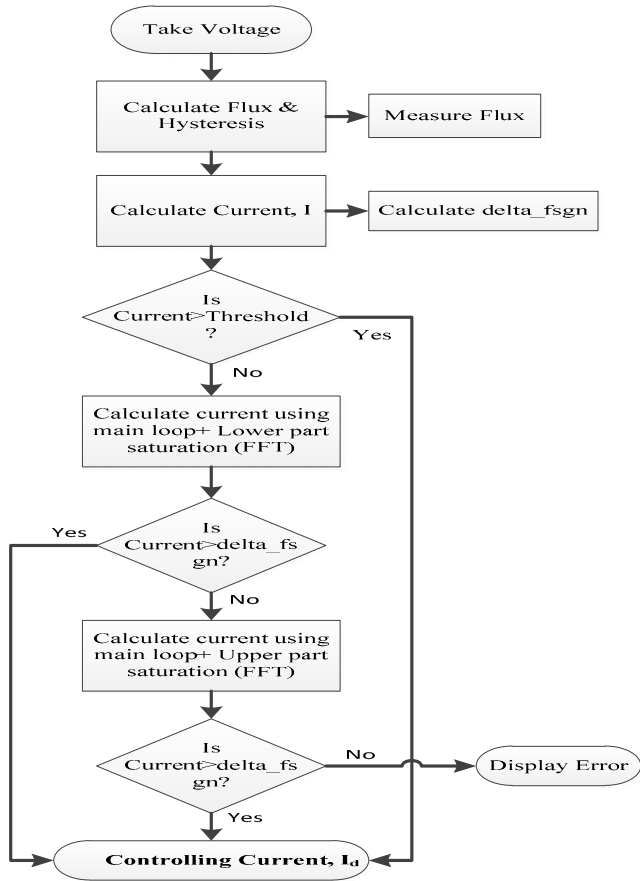 Take Voltage
Calculate Flux &
Hysteresis
Measure Flux
Calculate Current, I
Calculate delta_fsgn
Is
Current>Threshold
?
Yes
No
Calculate current using
main loop+ Lower part
saturation (FFT)
Yes
Is
Current>delta_fs
gn?
No
Calculate current using
main loop+ Upper part
saturation (FFT)
Is
Current>delta_fs
gn?
No
Display Error
Yes
Controlling Current, Id